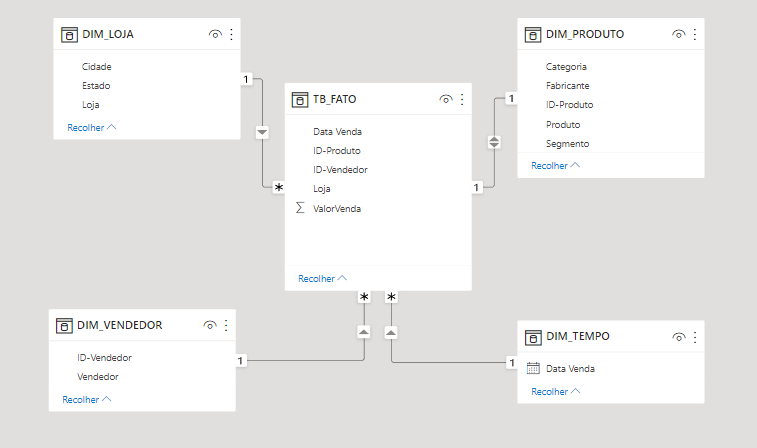 DIM_LOJA
Cidade
Estado
Loja
Recolher
1
*
TB_FATO
Data Venda
ID-Produto
ID-Vendedor
Loja
∑ ValorVenda
Recolher
DIM_PRODUTO
Categoria
Fabricante
ID-Produto
Produto
Segmento
Recolher
1
1
DIM_VENDEDOR
ID-Vendedor
Vendedor
Recolher
1
*
DIM_TEMPO
Data Venda
Recolher
1
*